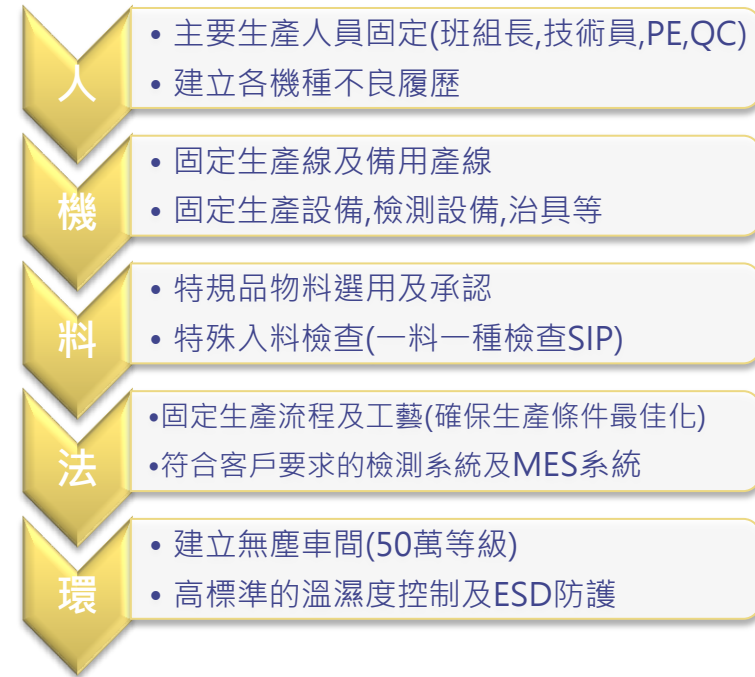 人
• 主要生產人員固定(班組長,技術員,PE,QC)
• 建立各機種不良履歷
機
• 固定生產線及備用產線
• 固定生產設備,檢測設備,治具等
料
• 特規品物料選用及承認
• 特殊入料檢查(一料一種檢查SIP)
法
•固定生產流程及工藝(確保生產條件最佳化)
•符合客戶要求的檢測系統及MES系統
環
• 建立無塵車間(50萬等級)
• 高標準的溫濕度控制及ESD防護